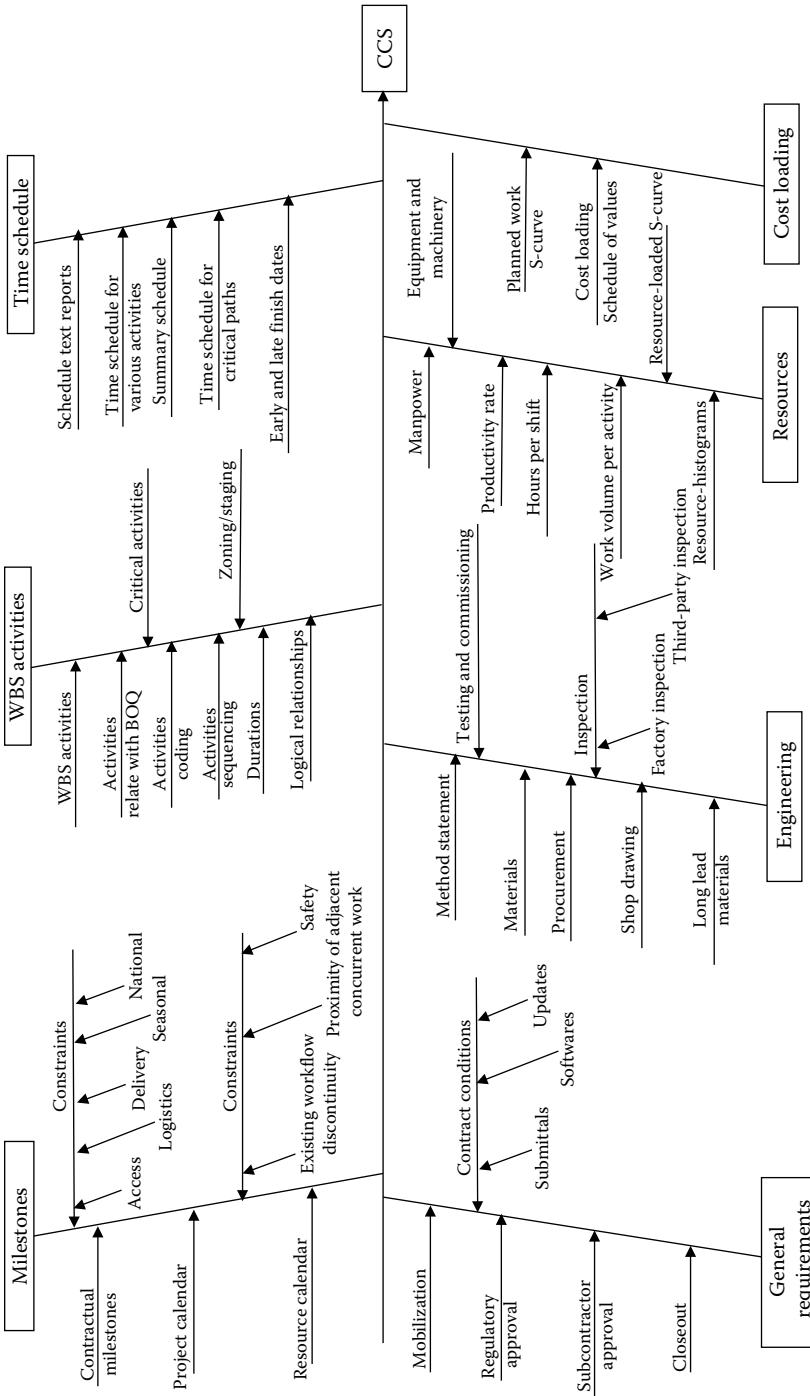 Milestones
Constraints
Access
Logistics
Delivery
Seasonal
National
Contractual
milestones
Project calendar
Constraints
Existing workflow
discontinuity
Proximity of adjacent
concurrent work
Safety
Resource calendar
WBS activities
WBS activities
Activities
relate with BOQ
Critical activities
Activities
coding
Activities
sequencing
Zoning/staging
Durations
Logical relationships
Time schedule
Schedule text reports
Time schedule for
various activities
Summary schedule
Time schedule for
critical paths
Early and late finish dates
CCS
Mobilization
Contract conditions
Submittals
Softwares
Updates
Regulatory
approval
Subcontractor
approval
Closeout
General
requirements
Method statement
Testing and commissioning
Materials
Procurement
Inspection
Factory inspection
Third-party inspection
Shop drawing
Long lead
materials
Engineering
Manpower
Equipment and
machinery
Productivity rate
Hours per shift
Work volume per activity
Resource-loaded S-curve
Resource-histograms
Resources
Planned work
S-curve
Cost loading
Schedule of values
Cost loading